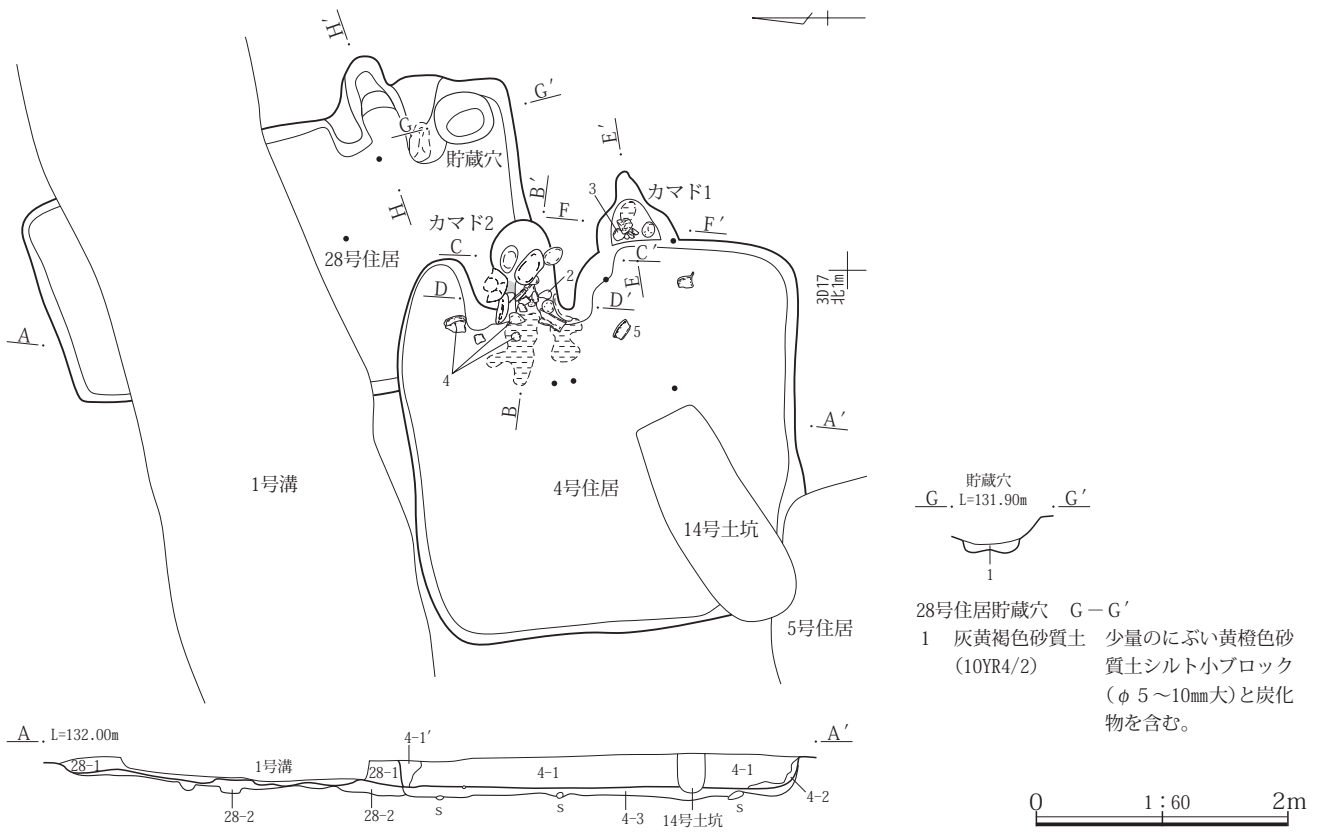 H′
G′
E′
G
貯蔵穴
3
カマド1
B′
H
カマド2
F
F′
C
28号住居
C′
2
E
3D17
北1m
D
D′
5
A
4
B
A′
1号溝
4号住居
14号土坑
5号住居
貯蔵穴
G L=131.90m G′
1
28号住居貯蔵穴 G－G′
1 灰黄褐色砂質土 少量のにぶい黄橙色砂
(10YR4/2) 質土シルト小ブロック
(φ 5～10㎜大)と炭化
物を含む。
A L=132.00m A′
4-1′
28-1
1号溝
28-1
4-1
4-1
4-2
28-2
28-2
s
s
4-3
14号土坑
s
0 1：60 2m